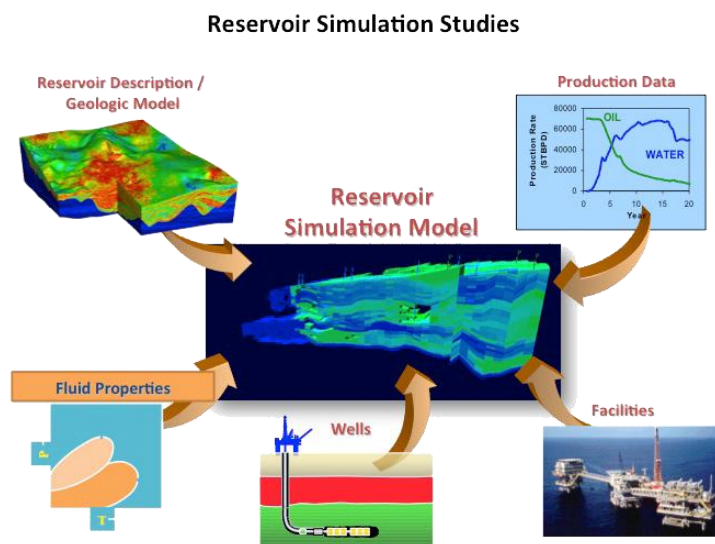 Reservoir Simulation Studies
Reservoir Description /
Geologic Model
Production Data
80000
60000
40000
20000
0
Production Rate
(STBPD)
OIL
WATER
0
5
10
15
20
Year
Reservoir
Simulation Model
Fluid Properties
P
T
Wells
Facilities